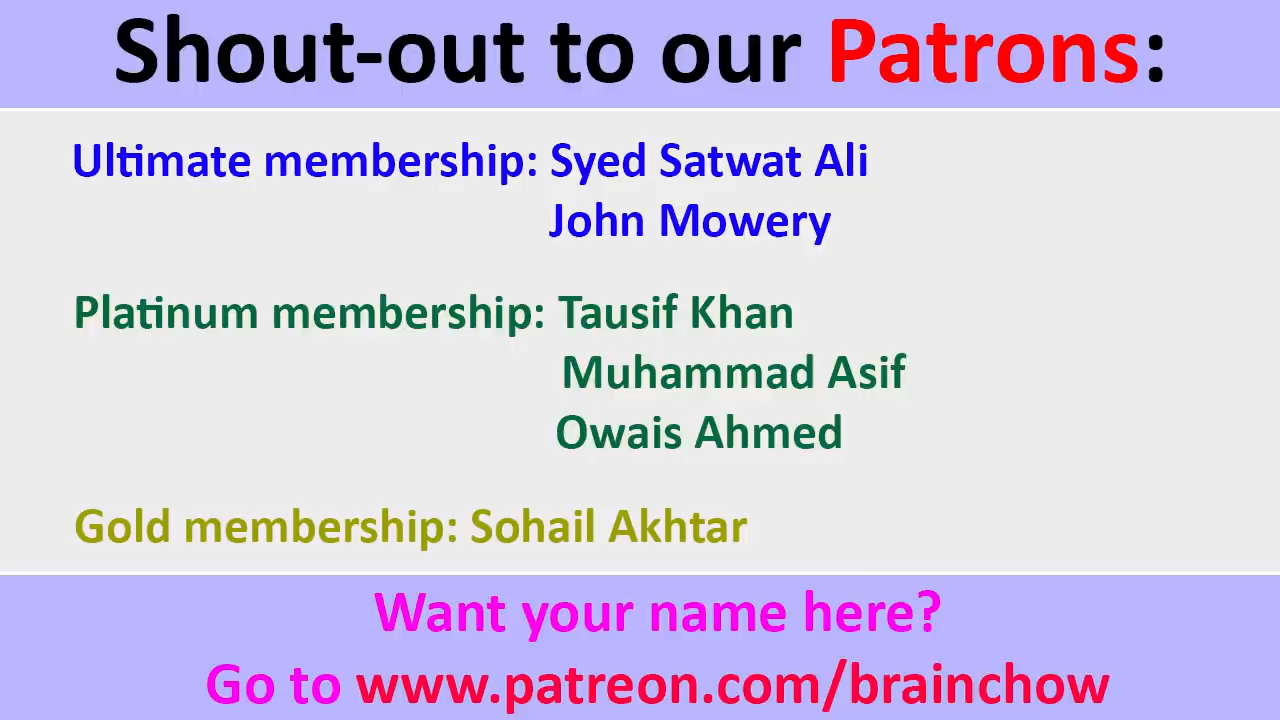 Shout-out to our Patrons:
Ultimate membership: Syed Satwat Ali
John Mowery
Platinum membership: Tausif Khan
Muhammad Asif
Owais Ahmed
Gold membership: Sohail Akhtar
Want your name here?
Go to www.patreon.com/brainchow